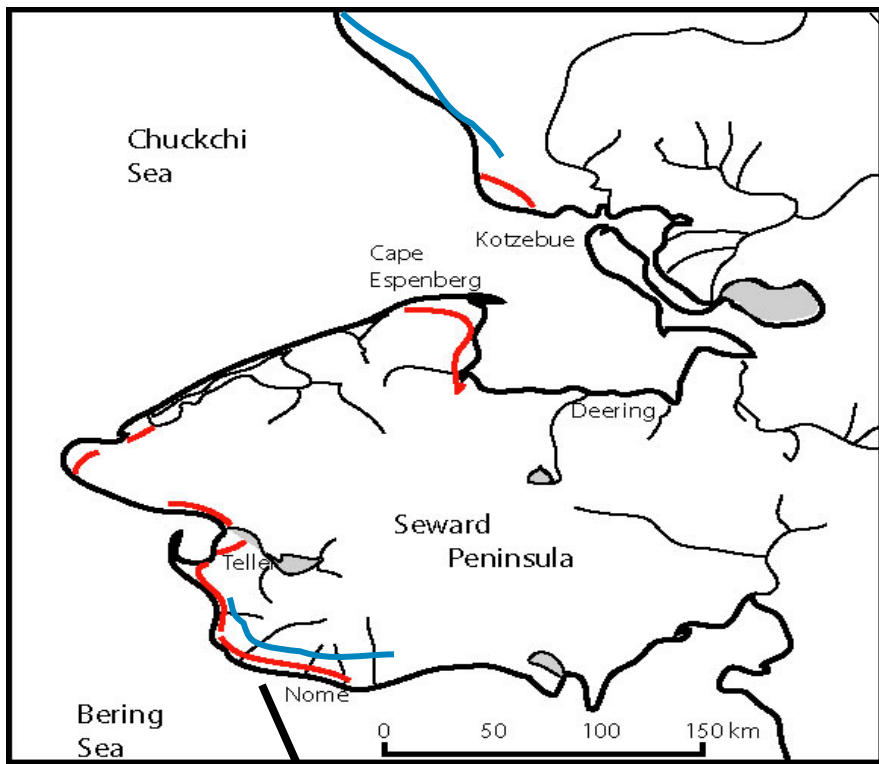 Chuckchi
Sea
Kotzebue
Cape
Espenberg
Deering
Seward
Peninsula
Teller
Nome
Bering
Sea
0 50 100 150 km